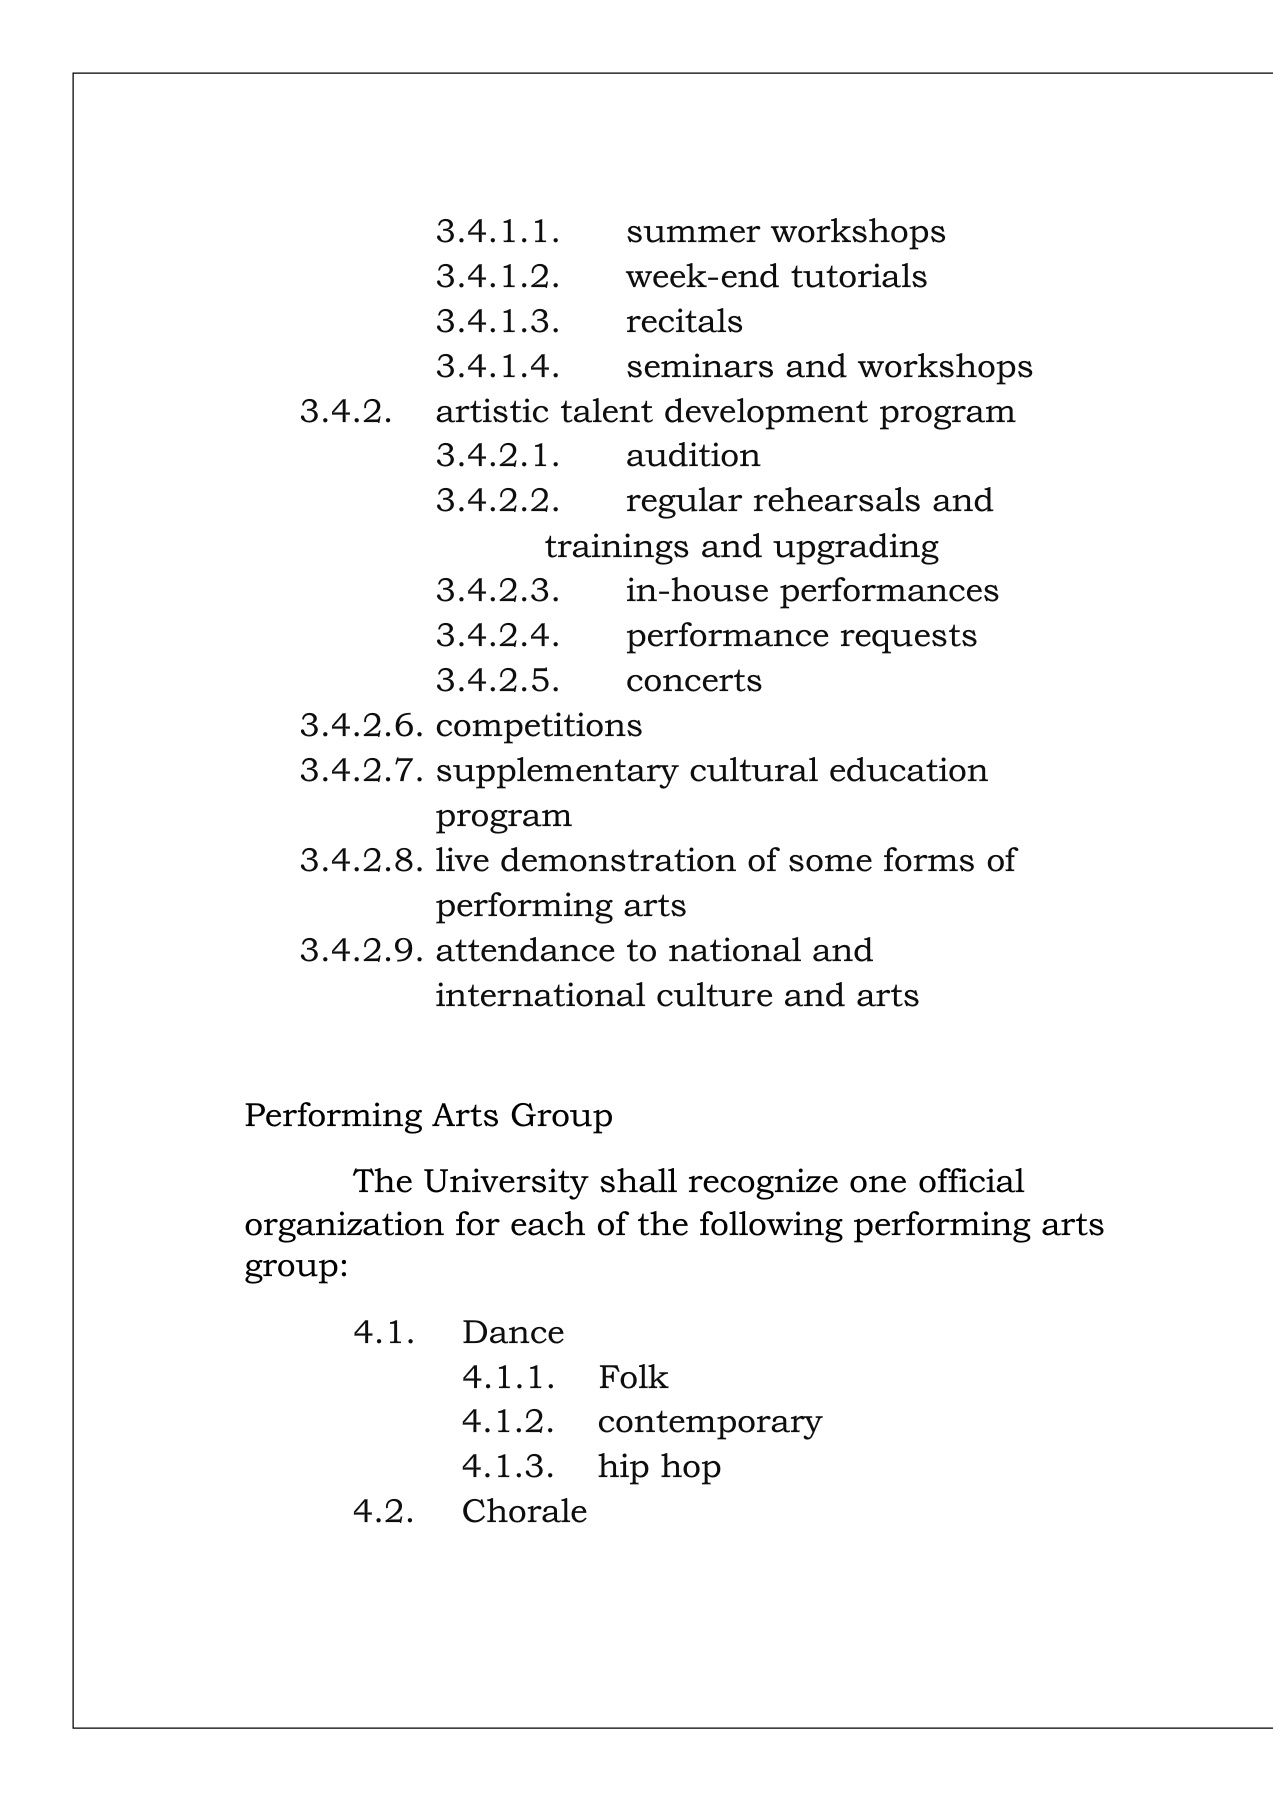 3.4.1.1. summer workshops
3.4.1.2. week-end tutorials
3.4.1.3. recitals
3.4.1.4. seminars and workshops
3.4.2. artistic talent development program
3.4.2.1. audition
3.4.2.2. regular rehearsals and
trainings and upgrading
3.4.2.3. in-house performances
3.4.2.4. performance requests
3.4.2.5. concerts
3.4.2.6. competitions
3.4.2.7. supplementary cultural education
program
3.4.2.8. live demonstration of some forms of
performing arts
3.4.2.9. attendance to national and
international culture and arts
Performing Arts Group
The University shall recognize one official
organization for each of the following performing arts
group:
4.1. Dance
4.1.1. Folk
4.1.2. contemporary
4.1.3. hip hop
4.2. Chorale